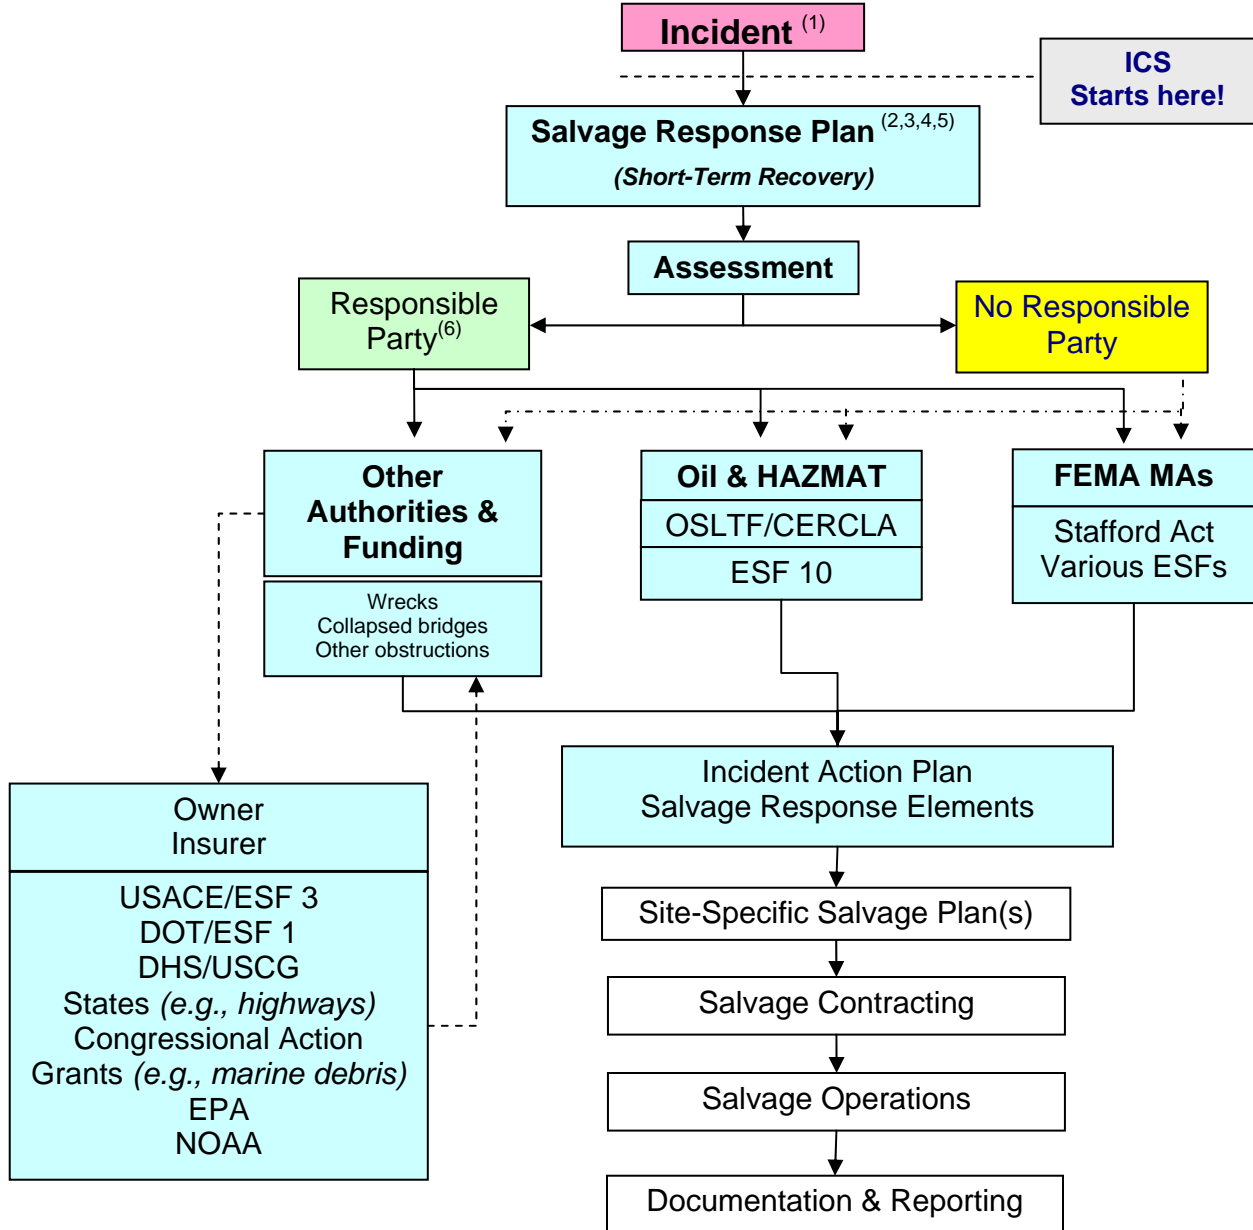 Incident (1)
ICS
Starts here!
Salvage Response Plan (2,3,4,5)
(Short-Term Recovery)
Assessment
Responsible
Party(6)
No Responsible
Party
Other
Authorities &
Funding
Wrecks
Collapsed bridges
Other obstructions
Oil & HAZMAT
OSLTF/CERCLA
ESF 10
FEMA MAs
Stafford Act
Various ESFs
Owner
Insurer
USACE/ESF 3
DOT/ESF 1
DHS/USCG
States (e.g., highways)
Congressional Action
Grants (e.g., marine debris)
EPA
NOAA
Incident Action Plan
Salvage Response Elements
Site-Specific Salvage Plan(s)
Salvage Contracting
Salvage Operations
Documentation & Reporting